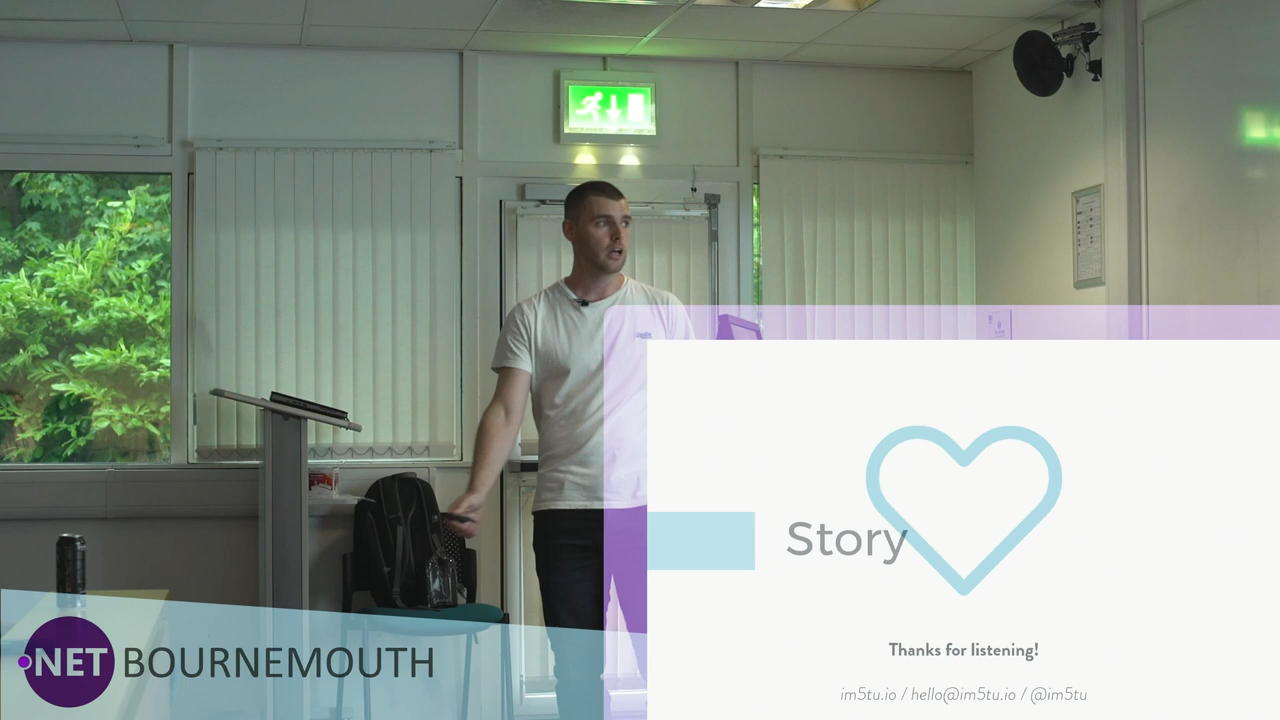 Story
Thanks for listening!
im5tu.io / hello@im5tu.io / @im5tu
.NET BOURNEMOUTH